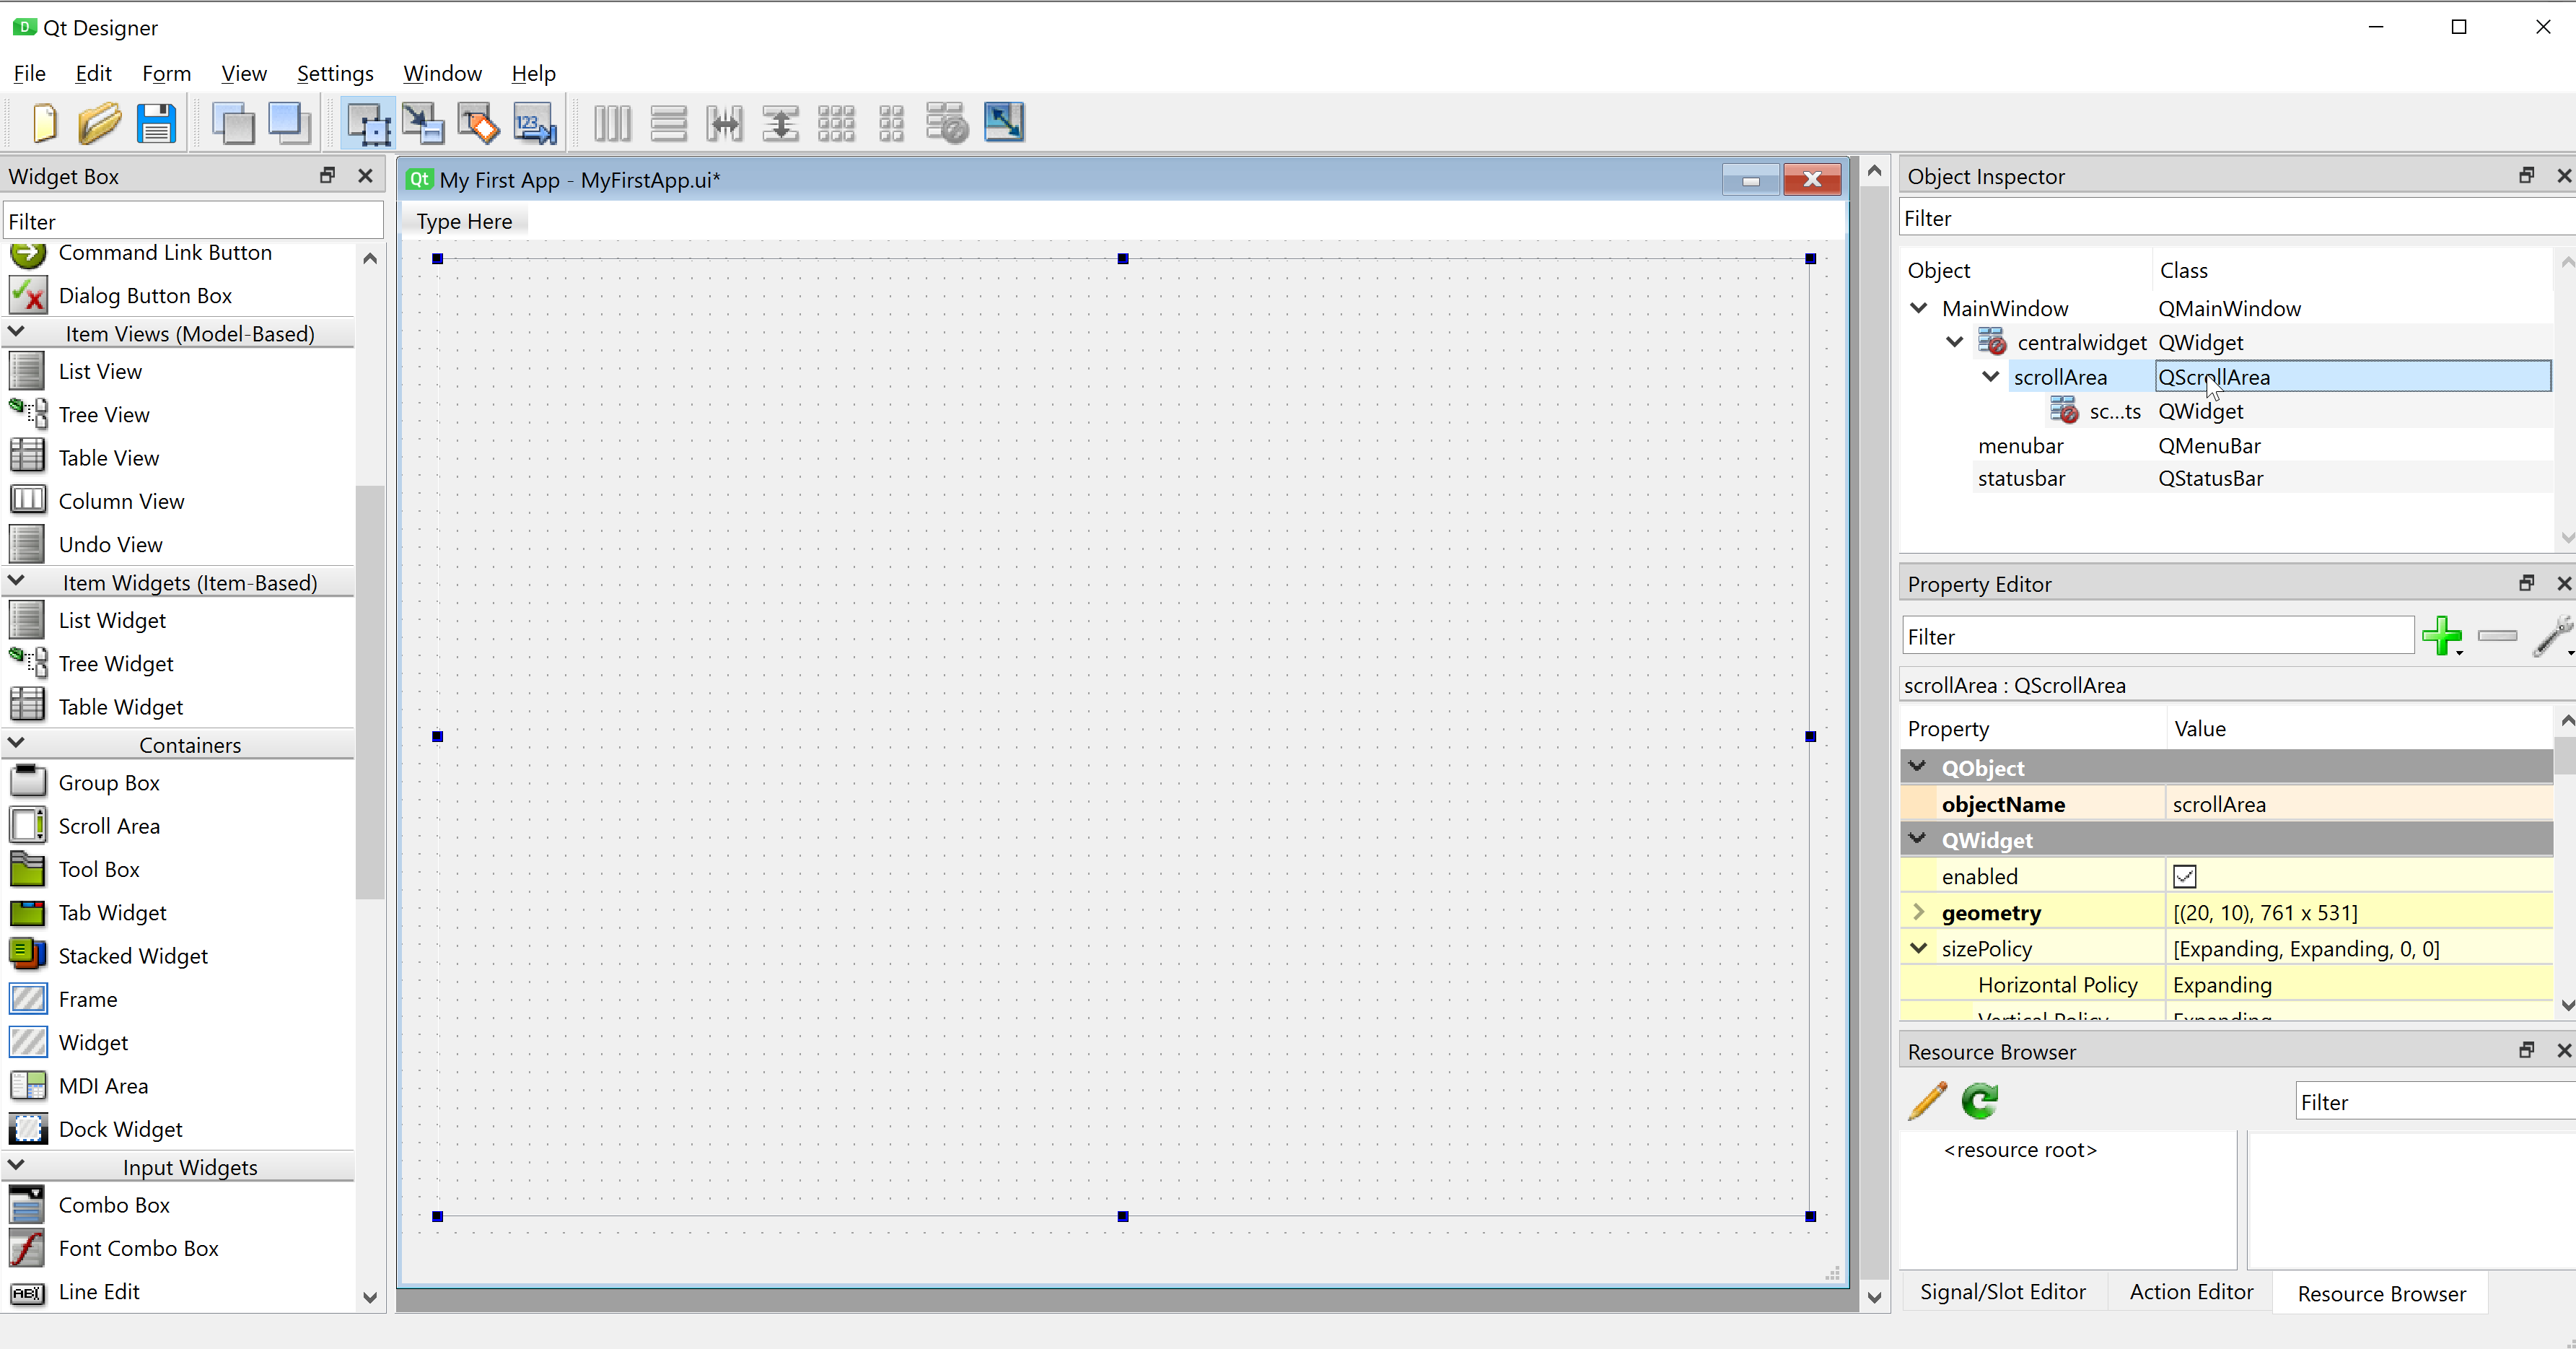 Qt Designer
File Edit Form View Settings Window Help
Widget Box
Filter
Command Link Button
Dialog Button Box
Item Views (Model-Based)
List View
Tree View
Table View
Column View
Undo View
Item Widgets (Item-Based)
List Widget
Tree Widget
Table Widget
Containers
Group Box
Scroll Area
Tool Box
Tab Widget
Stacked Widget
Frame
Widget
MDI Area
Dock Widget
Input Widgets
Combo Box
Font Combo Box
Line Edit
My First App - MyFirstApp.ui*
Type Here
Object Inspector
Filter
Object Class
MainWindow QMainWindow
centralwidget QWidget
scrollArea QScrollArea
sc...ts QWidget
menubar QMenuBar
statusbar QStatusBar
Property Editor
Filter
scrollArea : QScrollArea
Property Value
QObject
objectName scrollArea
QWidget
enabled
geometry [(20, 10), 761 x 531]
sizePolicy [Expanding, Expanding, 0, 0]
Horizontal Policy Expanding
Vertical Policy Expanding
Resource Browser
Filter
<resource root>
Signal/Slot Editor Action Editor Resource Browser